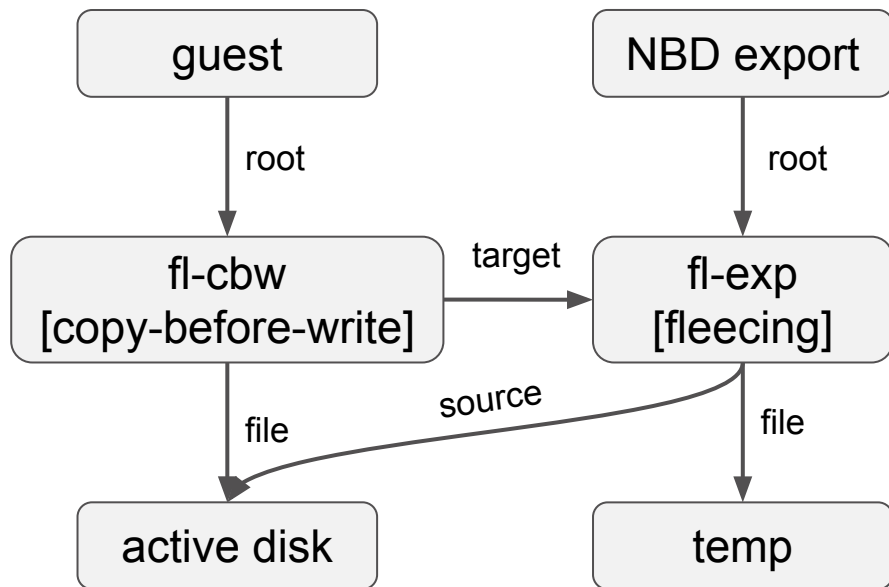 guest
NBD export
root
root
fl-cbw
[copy-before-write]
target
fl-exp
[fleecing]
file
source
file
active disk
temp